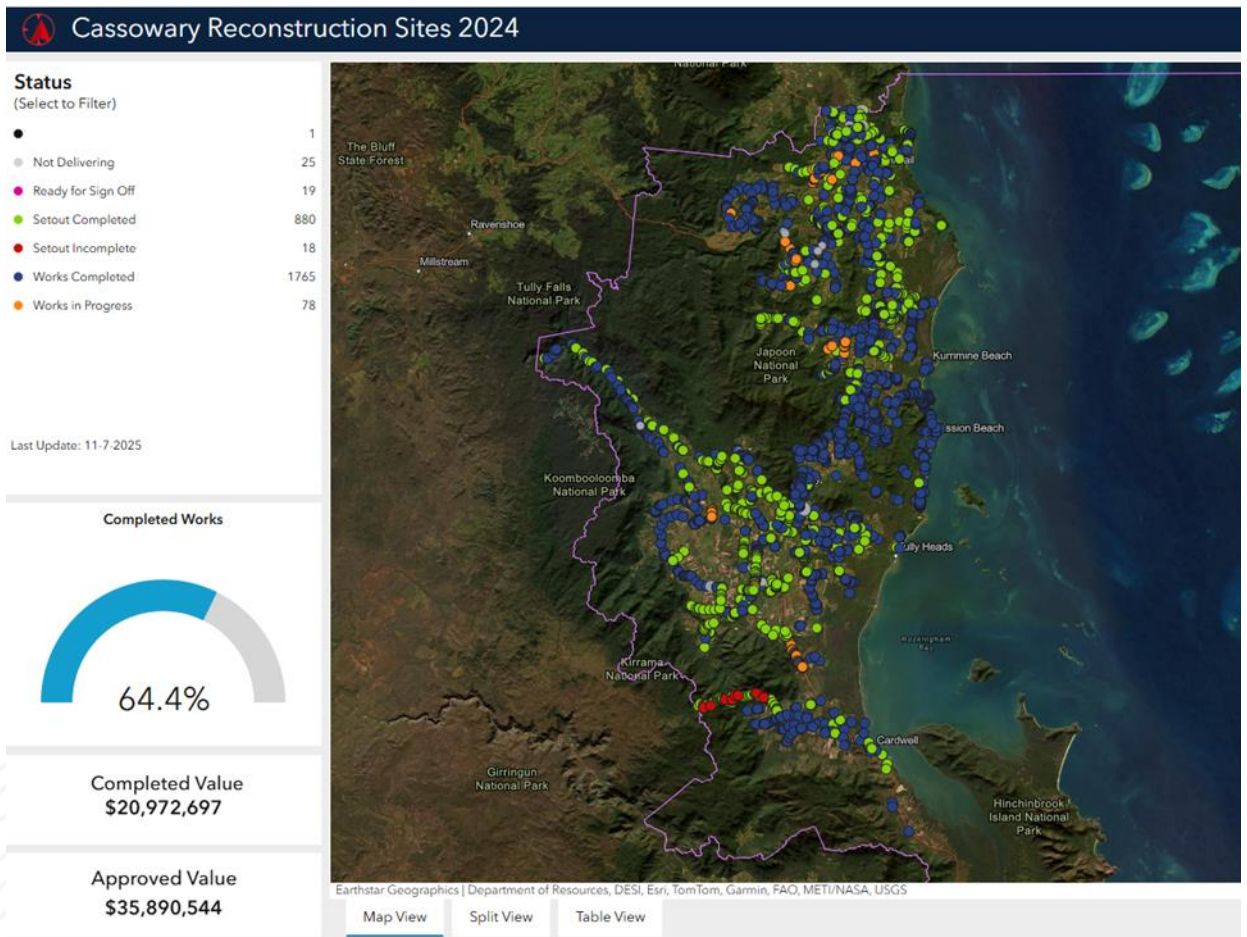 Cassowary Reconstruction Sites 2024
Status
(Select to Filter)
1
Not Delivering 25
Ready for Sign Off 19
Setout Completed 880
Setout Incomplete 18
Works Completed 1765
Works in Progress 78
Last Update: 11-7-2025
Completed Works
64.4%
Completed Value
$20,972,697
Approved Value
$35,890,544
National Park
The Bluff
State Forest
Ravenshoe
Millstream
Tully Falls
National Park
Japoon
National
Park
Kurrimine Beach
ssion Beach
Koombooloomba
National Park
ully Heads
Rockingham
Bay
Kirrama
National Park
Cardwell
Girringun
National Park
Hinchinbrook
Island National
Park
Earthstar Geographics | Department of Resources, DESI, Esri, TomTom, Garmin, FAO, METI/NASA, USGS
Map View
Split View
Table View